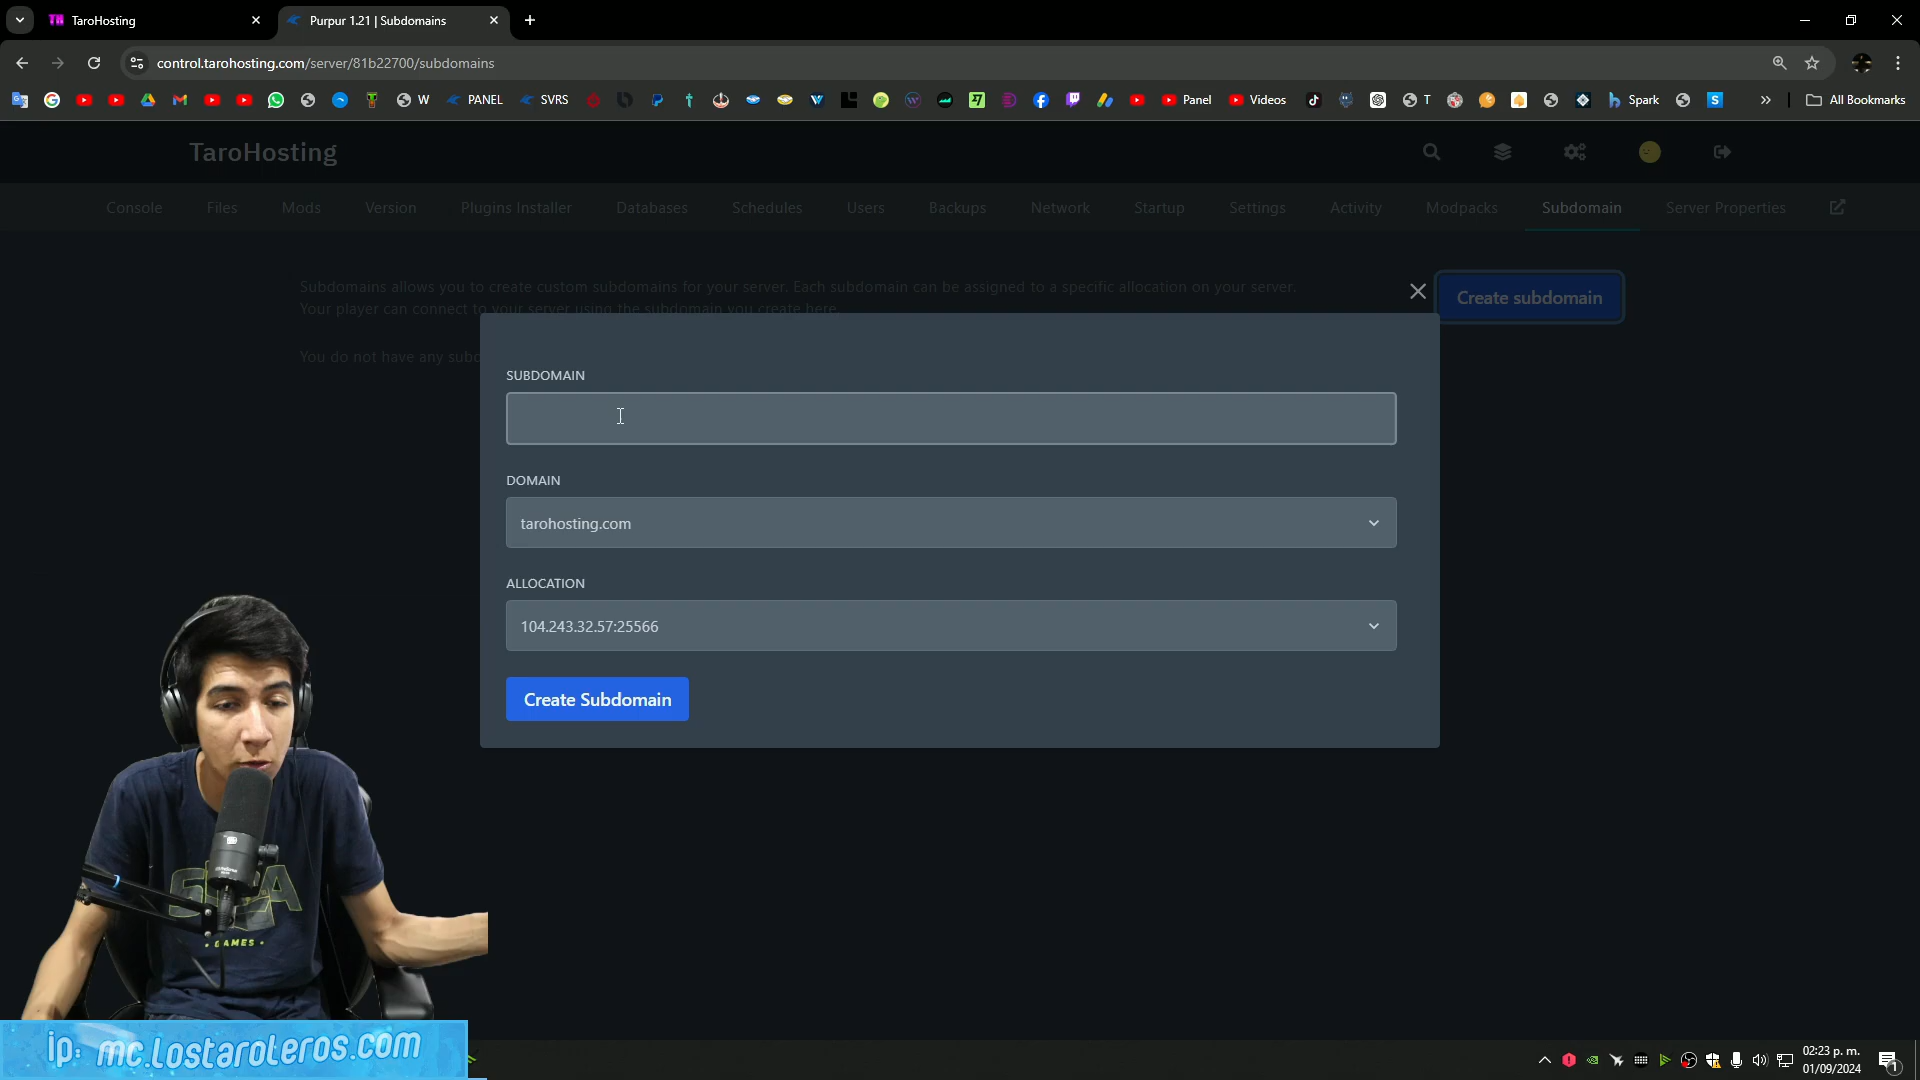 TaroHosting
Purpur 1.21 | Subdomains
control.tarohosting.com/server/81b22700/subdomains
W
PANEL
SVRS
Panel
Videos
T
Spark
All Bookmarks
TaroHosting
Console
Files
Mods
Version
Plugins Installer
Databases
Schedules
Users
Backups
Network
Startup
Settings
Activity
Modpacks
Subdomain
Server Properties
Subdomains allows you to create custom subdomains for your server. Each subdomain can be assigned to a specific allocation on your server.
Your player can connect to your server using the subdomain you create here.
Create subdomain
You do not have any
SUBDOMAIN
DOMAIN
tarohosting.com
ALLOCATION
104.243.32.57:25566
Create Subdomain
GAMES
ip: mc.Lostaroleros.com
02:23 p. m.
01/09/2024
1